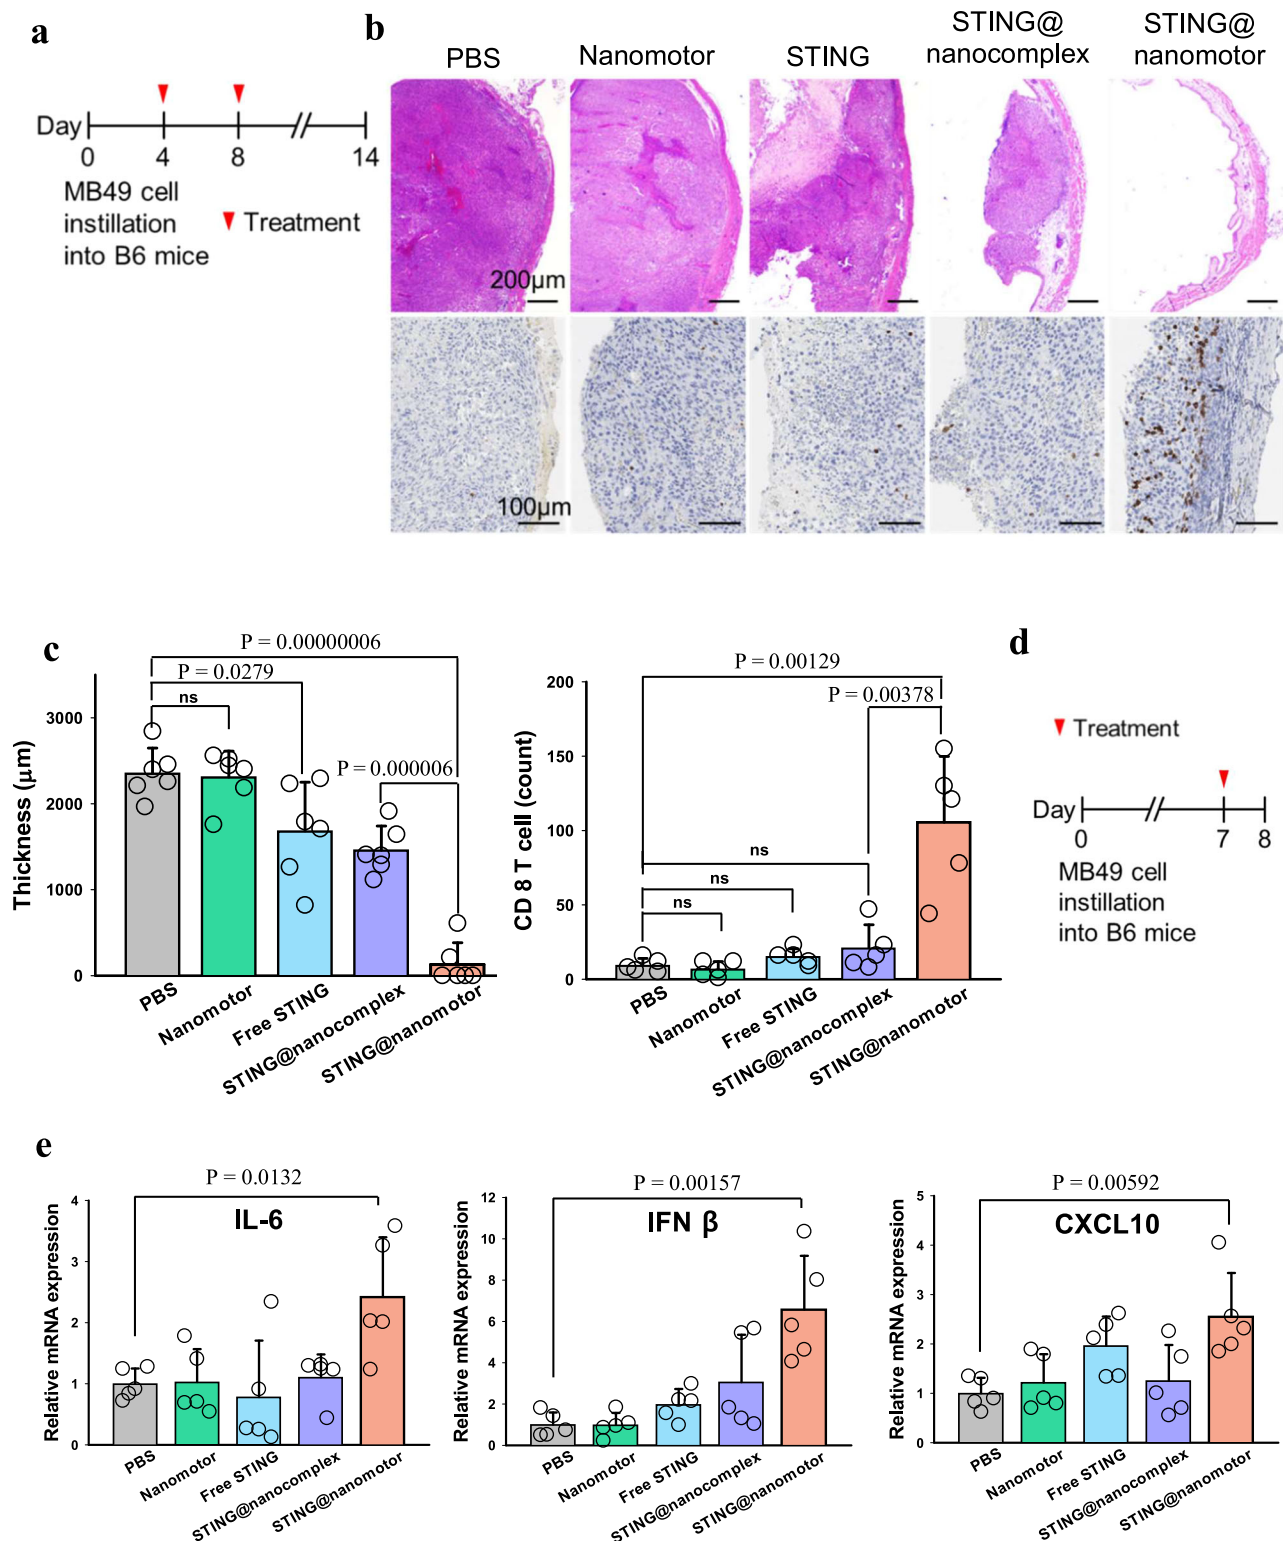 a
Day
0
4
8
14
MB49 cell
instillation
into B6 mice
Treatment
b
PBS
Nanomotor
STING
STING@
nanocomplex
STING@
nanomotor
200µm
100µm
c
P = 0.00000006
P = 0.0279
ns
P = 0.000006
Thickness (µm)
3000
2000
1000
0
PBS
Nanomotor
Free STING
STING@nanocomplex
STING@nanomotor
P = 0.00129
P = 0.00378
ns
ns
ns
CD 8 T cell (count)
200
150
100
50
0
PBS
Nanomotor
Free STING
STING@nanocomplex
STING@nanomotor
d
Treatment
Day
0
7
8
MB49 cell
instillation
into B6 mice
e
P = 0.0132
IL-6
Relative mRNA expression
4
3
2
1
0
PBS
Nanomotor
Free STING
STING@nanocomplex
STING@nanomotor
P = 0.00157
IFN β
Relative mRNA expression
12
10
8
6
4
2
0
PBS
Nanomotor
Free STING
STING@nanocomplex
STING@nanomotor
P = 0.00592
CXCL10
Relative mRNA expression
5
4
3
2
1
0
PBS
Nanomotor
Free STING
STING@nanocomplex
STING@nanomotor